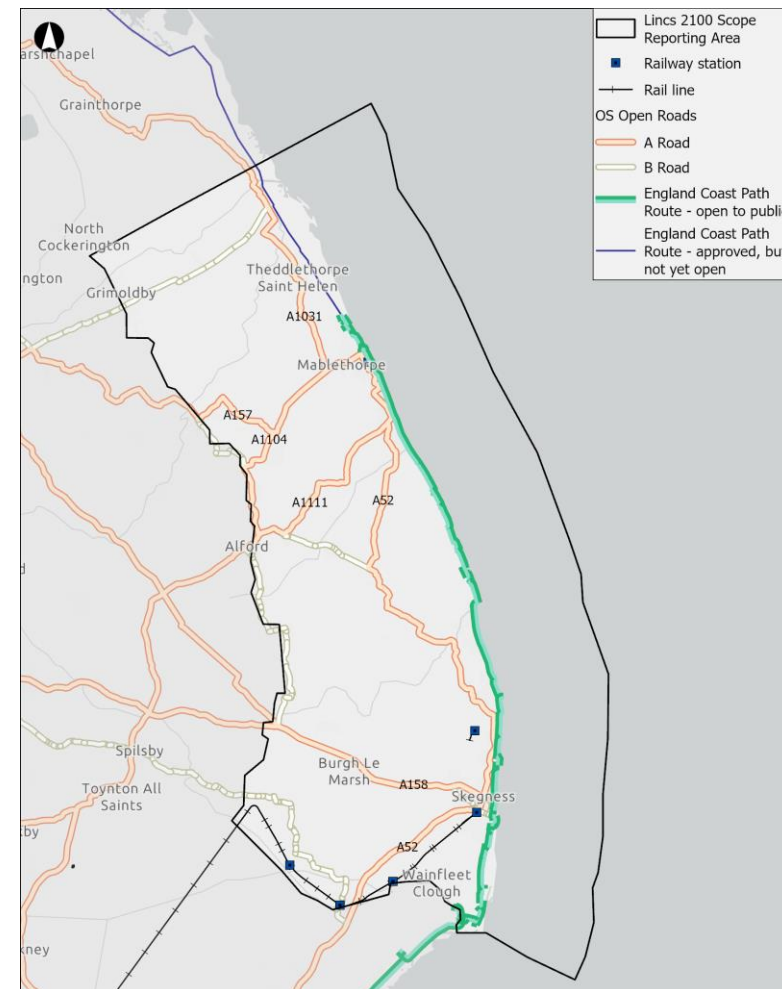 Lincs 2100 Scope
Reporting Area
Railway station
Rail line
OS Open Roads
A Road
B Road
England Coast Path
Route - open to publi
England Coast Path
Route - approved, bu
not yet open
arshchapel
Grainthorpe
North
Cockerington
ngton
Grimoldby
Theddlethorpe
Saint Helen
A1031
Mablethorpe
A157
A1104
A1111
A52
Alford
d
Spilsby
Burgh Le
Marsh
Toynton All
Saints
A158
Skegness
kby
A52
Wainfleet
Clough
kney